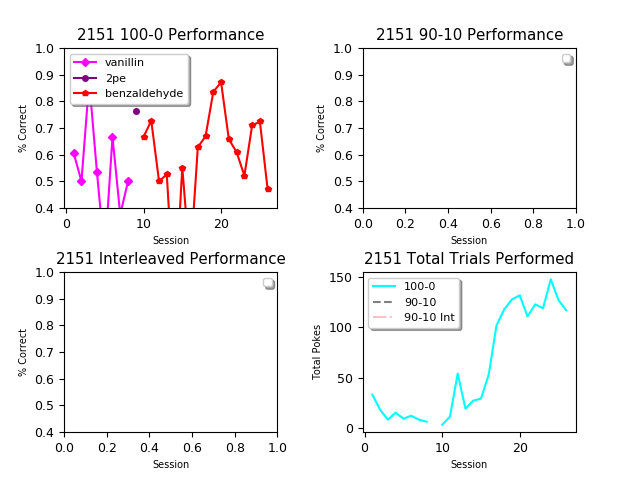 2151 100-0 Performance
1.0
0.9
0.8
0.7
0.6
0.5
0.4
% Correct
vanillin
2pe
benzaldehyde
0
10
20
Session
2151 90-10 Performance
1.0
0.9
0.8
0.7
0.6
0.5
0.4
% Correct
0.0
0.2
0.4
0.6
0.8
1.0
Session
2151 Interleaved Performance
1.0
0.9
0.8
0.7
0.6
0.5
0.4
% Correct
0.0
0.2
0.4
0.6
0.8
1.0
Session
2151 Total Trials Performed
150
100
50
0
Total Pokes
100-0
90-10
90-10 Int
0
10
20
Session